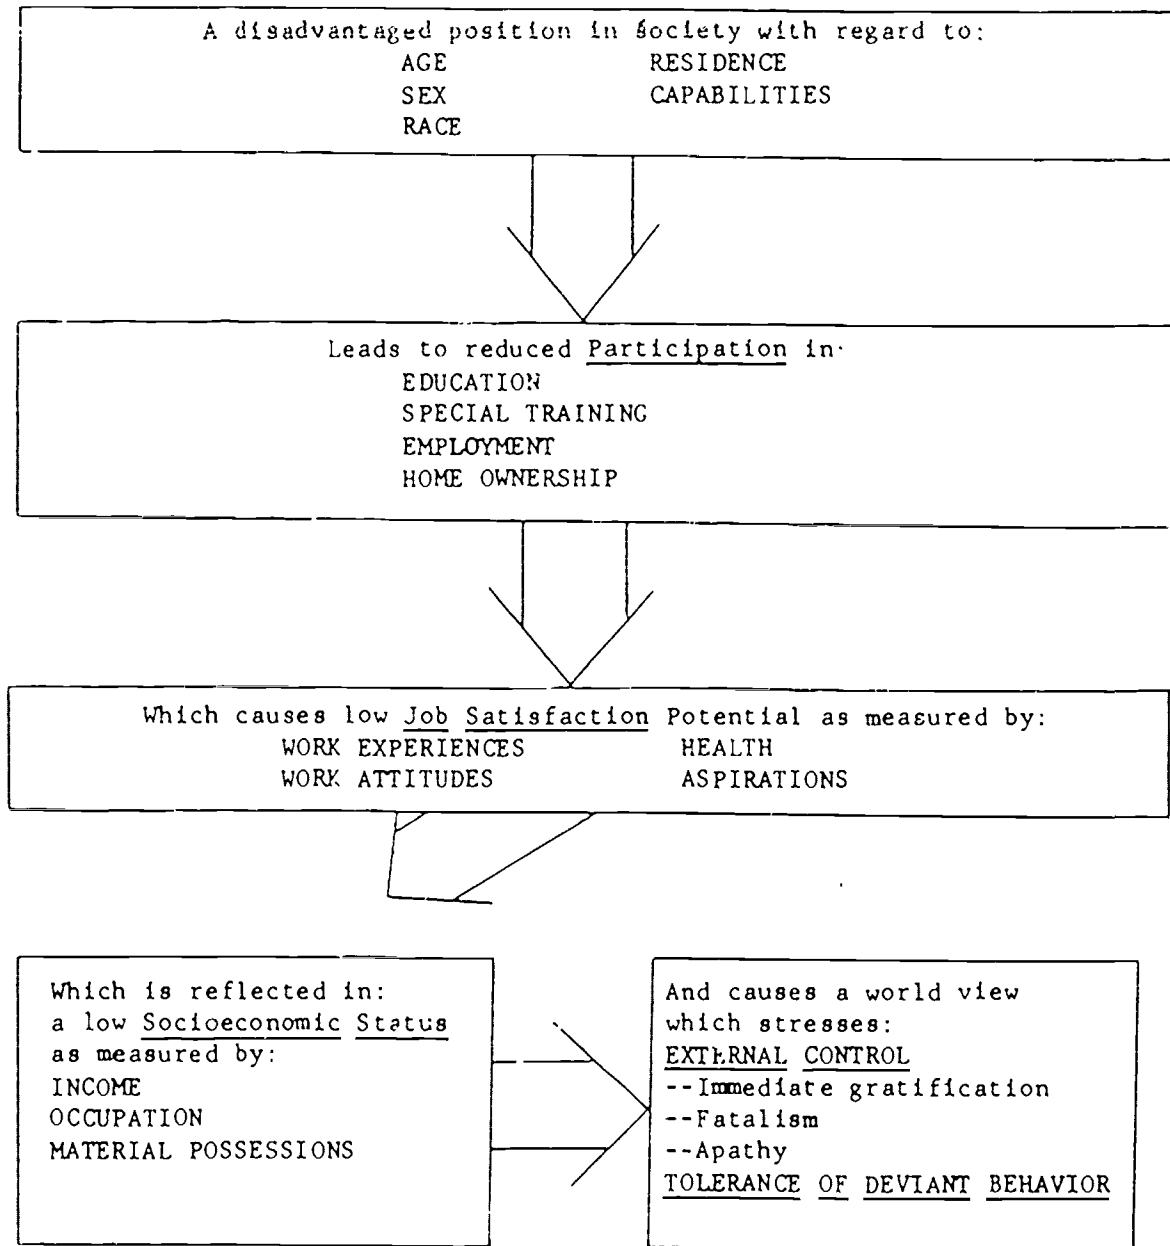 A disadvantaged position in Society with regard to:
AGE RESIDENCE
SEX CAPABILITIES
RACE
Leads to reduced Participation in·
EDUCATION
SPECIAL TRAINING
EMPLOYMENT
HOME OWNERSHIP
Which causes low Job Satisfaction Potential as measured by:
WORK EXPERIENCES HEALTH
WORK ATTITUDES ASPIRATIONS
Which is reflected in:
a low Socioeconomic Status
as measured by:
INCOME
OCCUPATION
MATERIAL POSSESSIONS
And causes a world view
which stresses:
EXTERNAL CONTROL
--Immediate gratification
--Fatalism
--Apathy
TOLERANCE OF DEVIANT BEHAVIOR